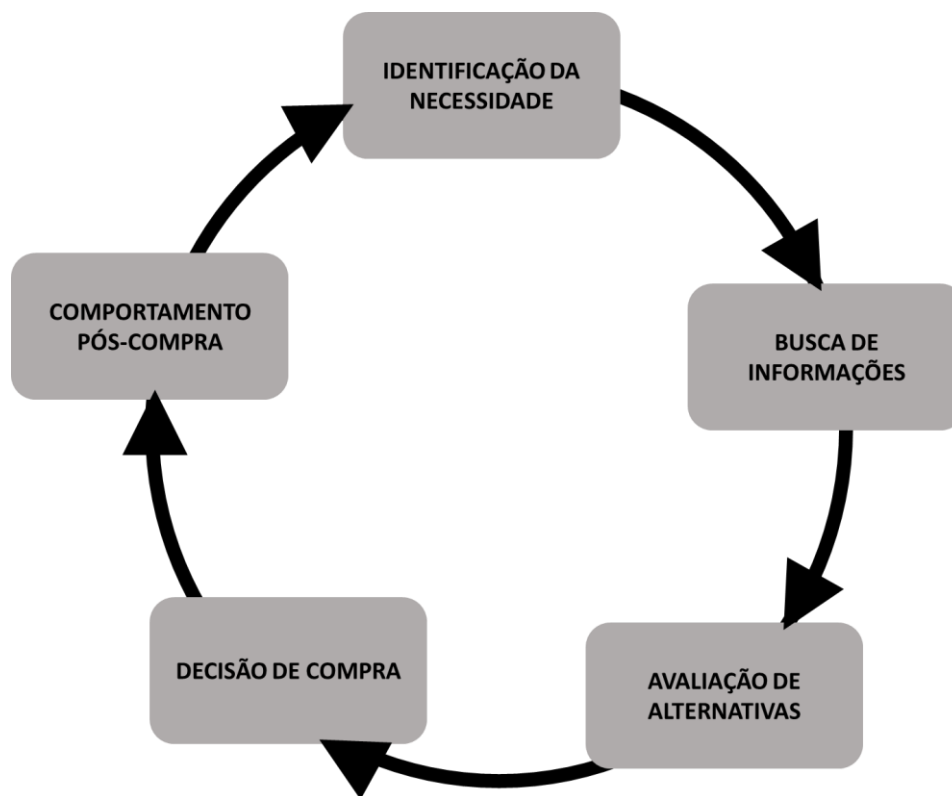 IDENTIFICAÇÃO DA
NECESSIDADE
BUSCA DE
INFORMAÇÕES
AVALIAÇÃO DE
ALTERNATIVAS
DECISÃO DE COMPRA
COMPORTAMENTO
PÓS-COMPRA